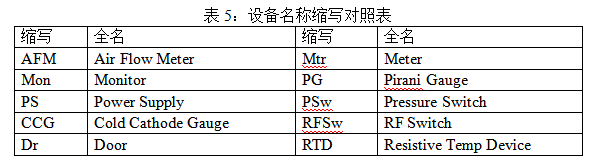 表 5：设备名称缩写对照表
缩写 全名 缩写 全名
AFM Air Flow Meter Mtr Meter
Mon Monitor PG Pirani Gauge
PS Power Supply PSw Pressure Switch
CCG Cold Cathode Gauge RFSw RF Switch
Dr Door RTD Resistive Temp Device